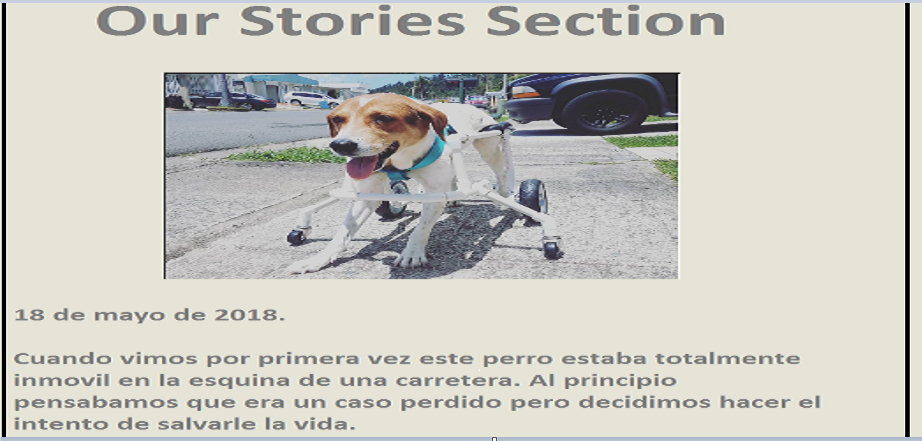 Our Stories Section
18 de mayo de 2018.
Cuando vimos por primera vez este perro estaba totalmente
inmovil en la esquina de una carretera. Al principio
pensabamos que era un caso perdido pero decidimos hacer el
intento de salvarle la vida.